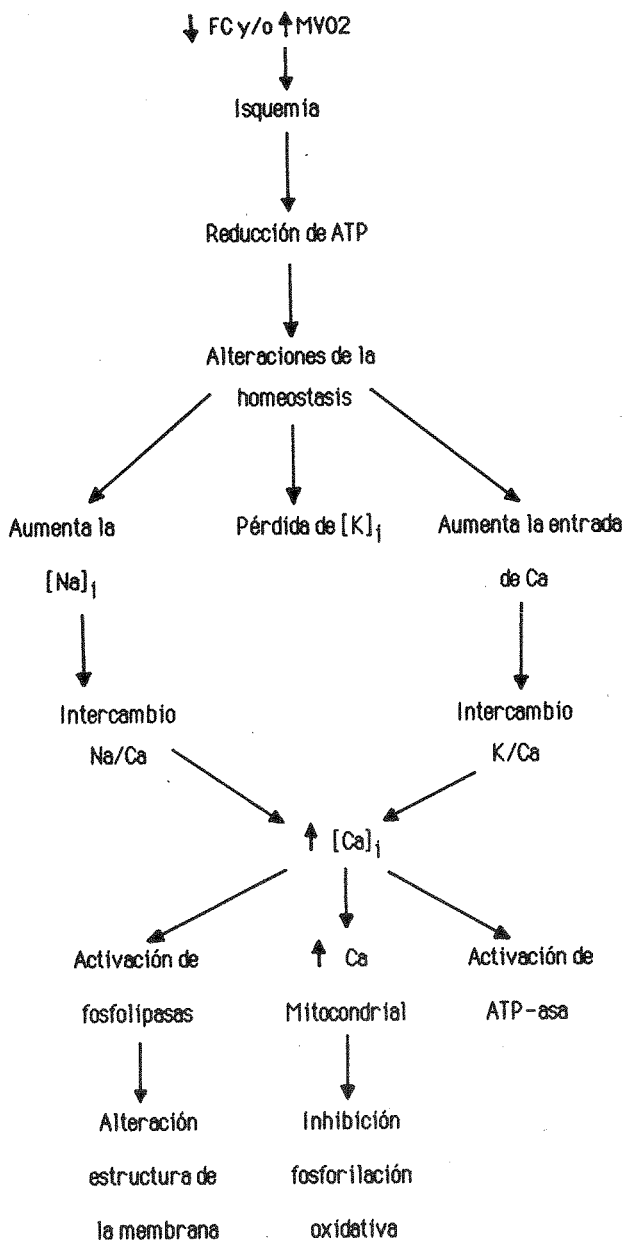 ↓ FC y/o ↑ MVO2
Isquemia
Reducción de ATP
Alteraciones de la
homeostasis
Aumenta la
[Na]i
Pérdida de [K]i
Aumenta la entrada
de Ca
Intercambio
Na/Ca
Intercambio
K/Ca
↑ [Ca]i
Activación de
fosfolipasas
↑ Ca
Mitocondrial
Activación de
ATP-asa
Alteración
estructura de
la membrana
Inhibición
fosforilación
oxidativa